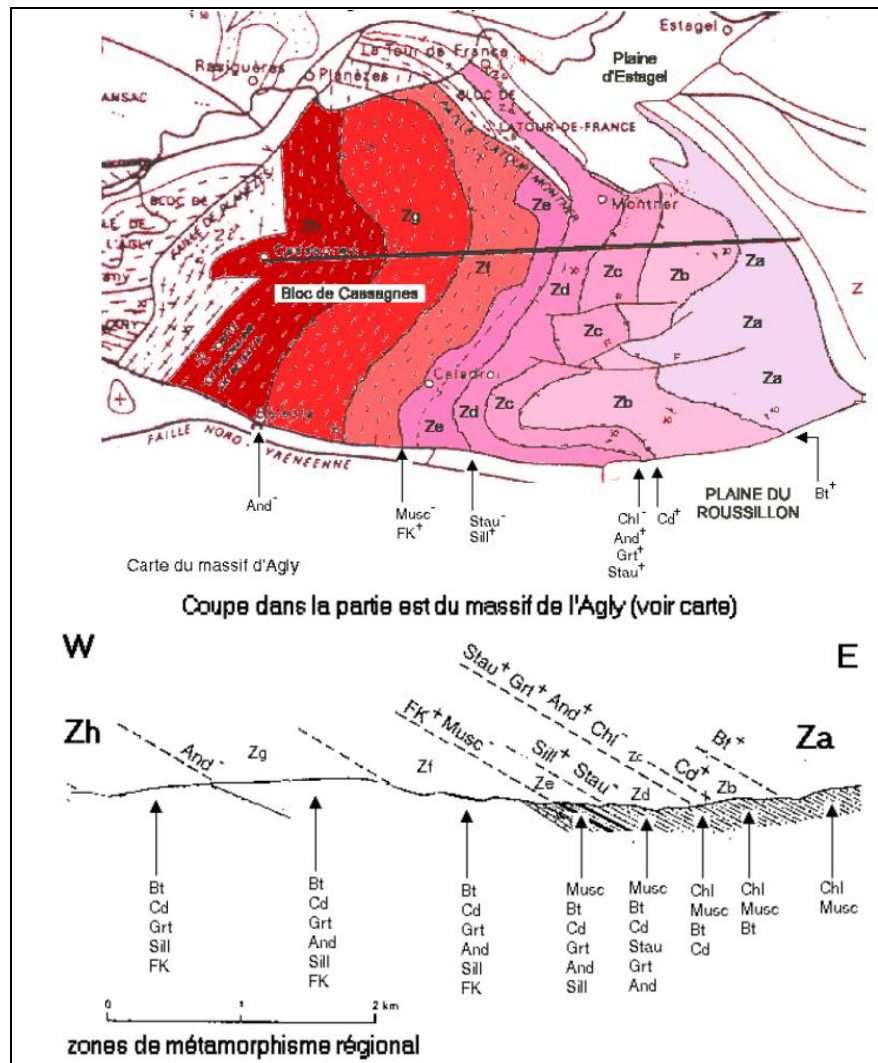 Estagel
La Tour de France
Rasiguères
Planèzes
Plaine
d'Estagel
ANSAC
BLOC DE
LATOUR-DE-FRANCE
BLOC DE
L'AGLY
FAILLE DE
Montner
Zh
Zg
Zf
Ze
Zd
Zc
Zb
Za
Z
Bloc de Cassagnes
Zc
Za
Zb
Za
Ze
Zd
Zc
FAILLE NORD
PLAINE DU
ROUSSILLON
And⁻
Musc⁻
FK⁺
Stau⁻
Sill⁺
Chl⁻
And⁺
Grt⁺
Stau⁺
Cd⁺
Bt⁺
Carte du massif d'Agly
Coupe dans la partie est du massif de l'Agly (voir carte)
W
E
Zh
And⁻
Zg
Zf
FK⁺ Musc⁻
Ze
Sill⁺ Stau⁻
Zd
Stau⁺ Grt⁺ And⁺ Chl⁻
Zc
Cd⁺
Zb
Bt⁺
Za
Bt
Cd
Grt
Sill
FK
Bt
Cd
Grt
And
Sill
FK
Bt
Cd
Grt
And
Sill
FK
Musc
Bt
Cd
Grt
And
Sill
Musc
Bt
Cd
Stau
Grt
And
Chl
Musc
Bt
Cd
Chl
Musc
Bt
Chl
Musc
0
2 km
zones de métamorphisme régional